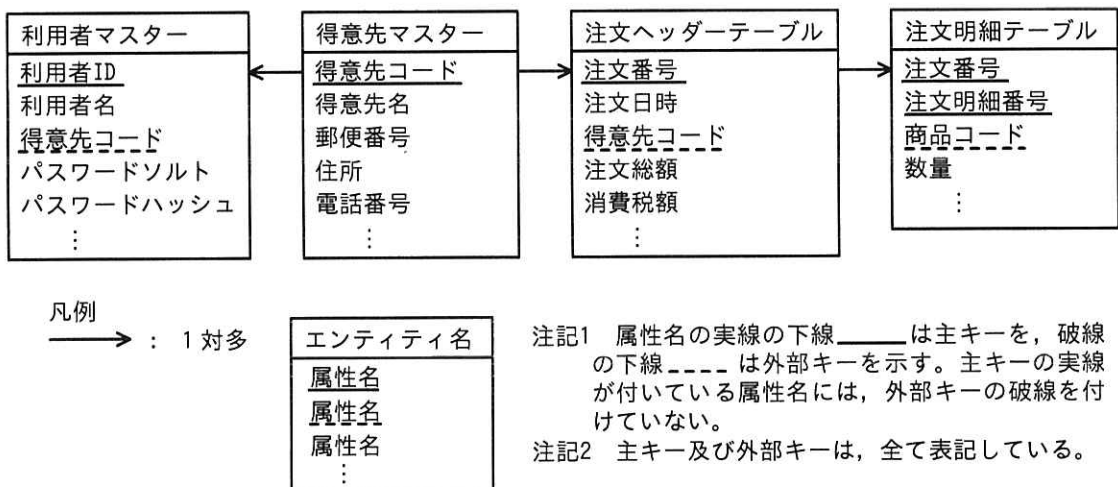 利用者マスター
利用者ID
利用者名
得意先コード
パスワードソルト
パスワードハッシュ
⋮
得意先マスター
得意先コード
得意先名
郵便番号
住所
電話番号
⋮
注文ヘッダーテーブル
注文番号
注文日時
得意先コード
注文総額
消費税額
⋮
注文明細テーブル
注文番号
注文明細番号
商品コード
数量
⋮
凡例
: 1対多
エンティティ名
属性名
属性名
属性名
⋮
注記1 属性名の実線の下線＿＿＿は主キーを，破線
の下線＿＿＿は外部キーを示す。主キーの実線
が付いている属性名には，外部キーの破線を付
けていない。
注記2 主キー及び外部キーは，全て表記している。